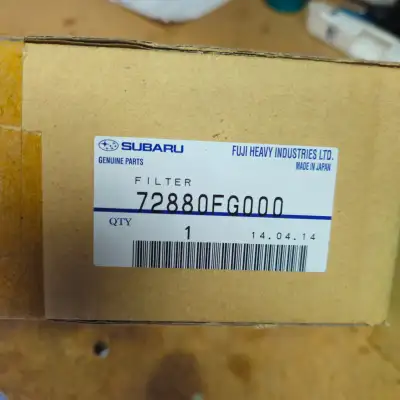 SUBARU FUJI HEAVY INDUSTRIES LTD.
GENUINE PARTS MADE IN JAPAN
FILTER
72880FG000
QTY 1 14.04.14